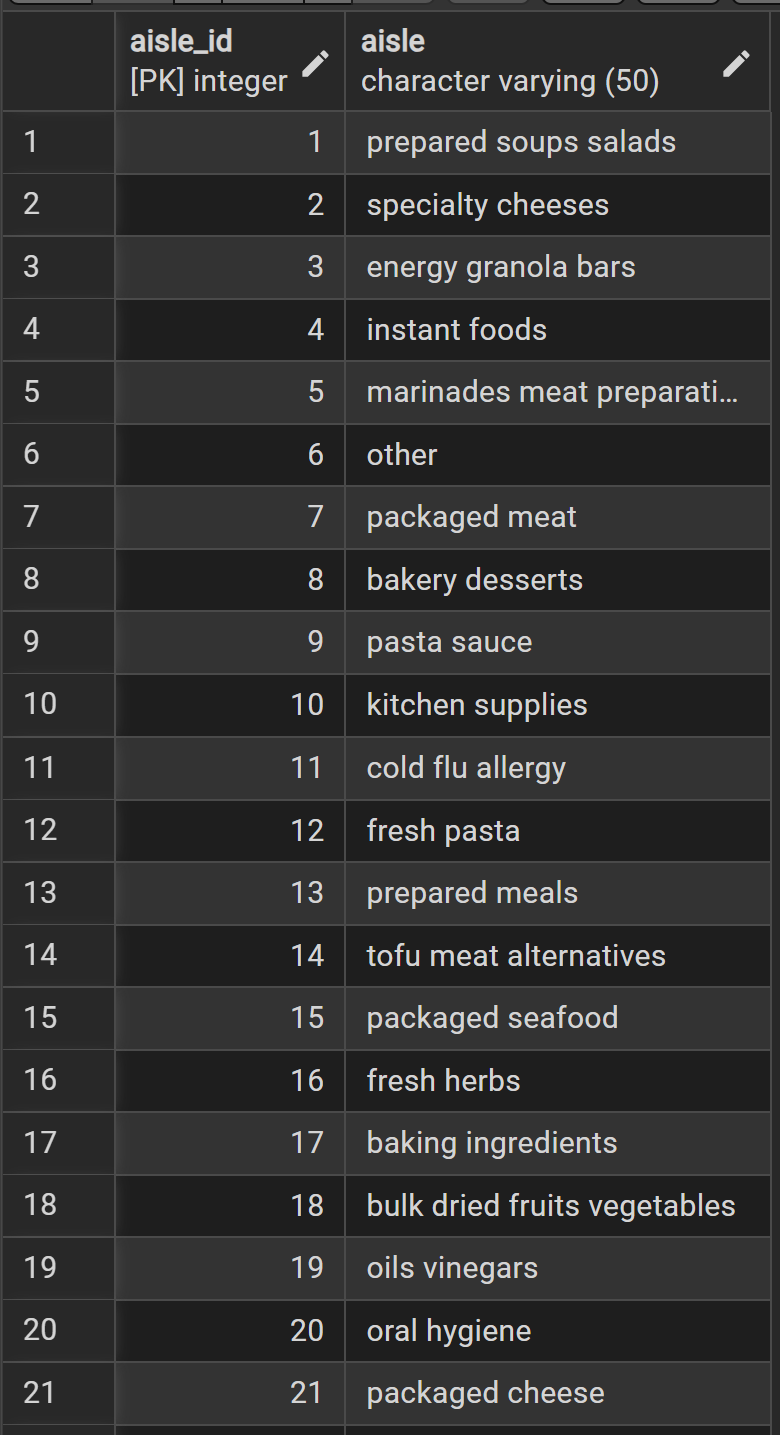 aisle_id aisle
[PK] integer character varying (50)
1 1 prepared soups salads
2 2 specialty cheeses
3 3 energy granola bars
4 4 instant foods
5 5 marinades meat preparati...
6 6 other
7 7 packaged meat
8 8 bakery desserts
9 9 pasta sauce
10 10 kitchen supplies
11 11 cold flu allergy
12 12 fresh pasta
13 13 prepared meals
14 14 tofu meat alternatives
15 15 packaged seafood
16 16 fresh herbs
17 17 baking ingredients
18 18 bulk dried fruits vegetables
19 19 oils vinegars
20 20 oral hygiene
21 21 packaged cheese